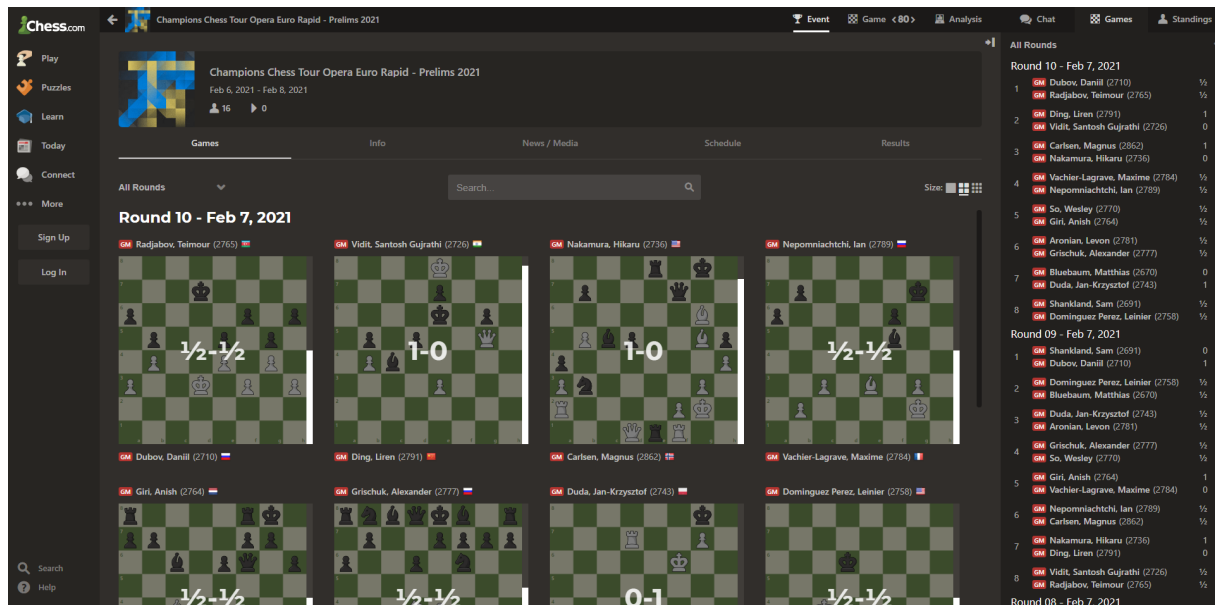 Chess.com
Play
Puzzles
Learn
Today
Connect
More
Sign Up
Log In
Search
Help
Champions Chess Tour Opera Euro Rapid - Prelims 2021
Event
Game <80>
Analysis
Champions Chess Tour Opera Euro Rapid - Prelims 2021
Feb 6, 2021 - Feb 8, 2021
16 0
Games Info News / Media Schedule Results
All Rounds
Search...
Size:
Round 10 - Feb 7, 2021
GM Radjabov, Teimour (2765)
GM Vidit, Santosh Gujrathi (2726)
GM Nakamura, Hikaru (2736)
GM Nepomniachtchi, Ian (2789)
½-½
1-0
1-0
½-½
GM Dubov, Daniil (2710)
GM Ding, Liren (2791)
GM Carlsen, Magnus (2862)
GM Vachier-Lagrave, Maxime (2784)
GM Giri, Anish (2764)
GM Grischuk, Alexander (2777)
GM Duda, Jan-Krzysztof (2743)
GM Dominguez Perez, Leinier (2758)
½-½
½-½
0-1
½-½
Chat
Games
Standings
All Rounds
Round 10 - Feb 7, 2021
1
GM Dubov, Daniil (2710) ½
GM Radjabov, Teimour (2765) ½
2
GM Ding, Liren (2791) 1
GM Vidit, Santosh Gujrathi (2726) 0
3
GM Carlsen, Magnus (2862) 1
GM Nakamura, Hikaru (2736) 0
4
GM Vachier-Lagrave, Maxime (2784) ½
GM Nepomniachtchi, Ian (2789) ½
5
GM So, Wesley (2770) ½
GM Giri, Anish (2764) ½
6
GM Aronian, Levon (2781) ½
GM Grischuk, Alexander (2777) ½
7
GM Bluebaum, Matthias (2670) 0
GM Duda, Jan-Krzysztof (2743) 1
8
GM Shankland, Sam (2691) ½
GM Dominguez Perez, Leinier (2758) ½
Round 09 - Feb 7, 2021
1
GM Shankland, Sam (2691) 0
GM Dubov, Daniil (2710) 1
2
GM Dominguez Perez, Leinier (2758) ½
GM Bluebaum, Matthias (2670) ½
3
GM Duda, Jan-Krzysztof (2743) ½
GM Aronian, Levon (2781) ½
4
GM Grischuk, Alexander (2777) ½
GM So, Wesley (2770) ½
5
GM Giri, Anish (2764) 1
GM Vachier-Lagrave, Maxime (2784) 0
6
GM Nepomniachtchi, Ian (2789) ½
GM Carlsen, Magnus (2862) ½
7
GM Nakamura, Hikaru (2736) 1
GM Ding, Liren (2791) 0
8
GM Vidit, Santosh Gujrathi (2726) ½
GM Radjabov, Teimour (2765) ½
Round 08 - Feb 7, 2021